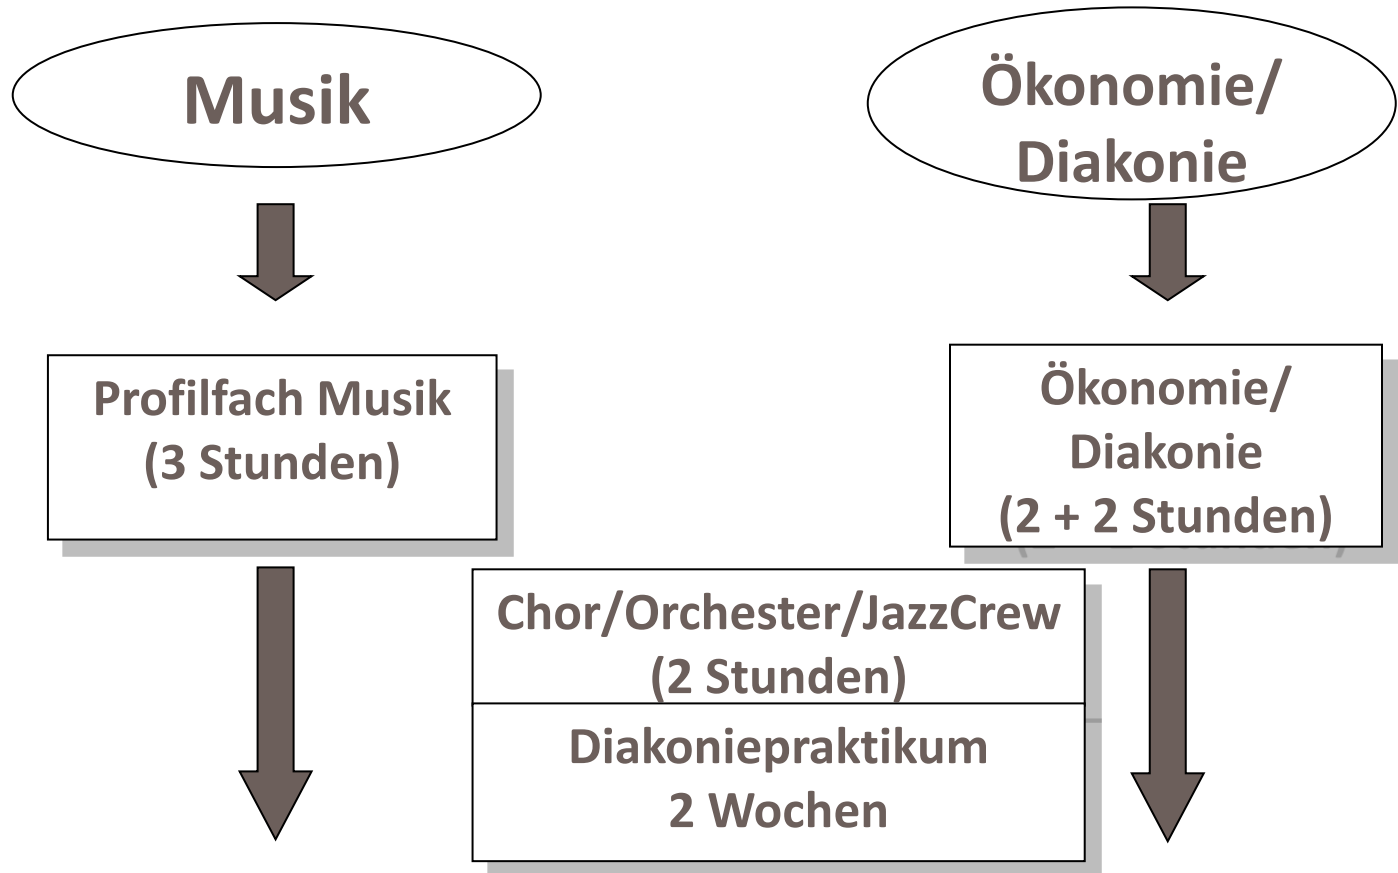 Musik
Ökonomie/
Diakonie
Profilfach Musik
(3 Stunden)
Ökonomie/
Diakonie
(2 + 2 Stunden)
Chor/Orchester/JazzCrew
(2 Stunden)
Diakoniepraktikum
2 Wochen